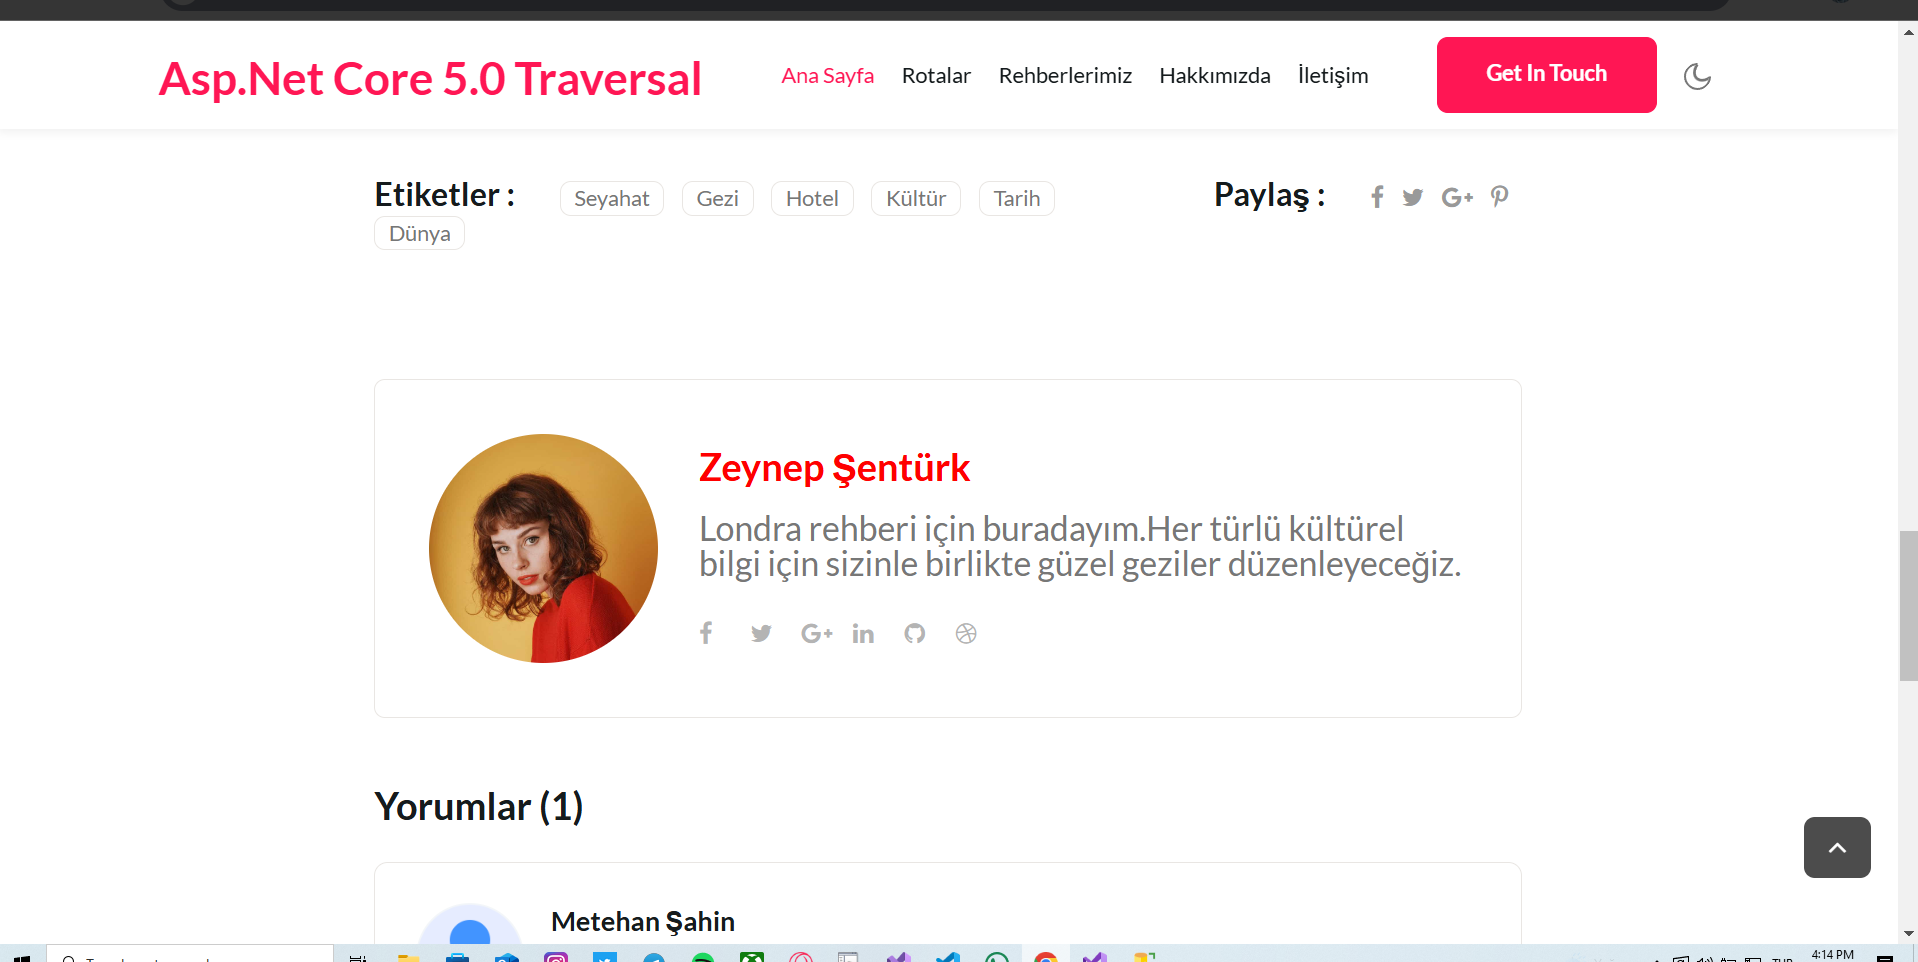 Asp.Net Core 5.0 Traversal
Ana Sayfa Rotalar Rehberlerimiz Hakkımızda İletişim
Get In Touch
Etiketler : Seyahat Gezi Hotel Kültür Tarih
Dünya
Paylaş :
Zeynep Şentürk
Londra rehberi için buradayım.Her türlü kültürel
bilgi için sizinle birlikte güzel geziler düzenleyeceğiz.
Yorumlar (1)
Metehan Şahin
4:14 PM